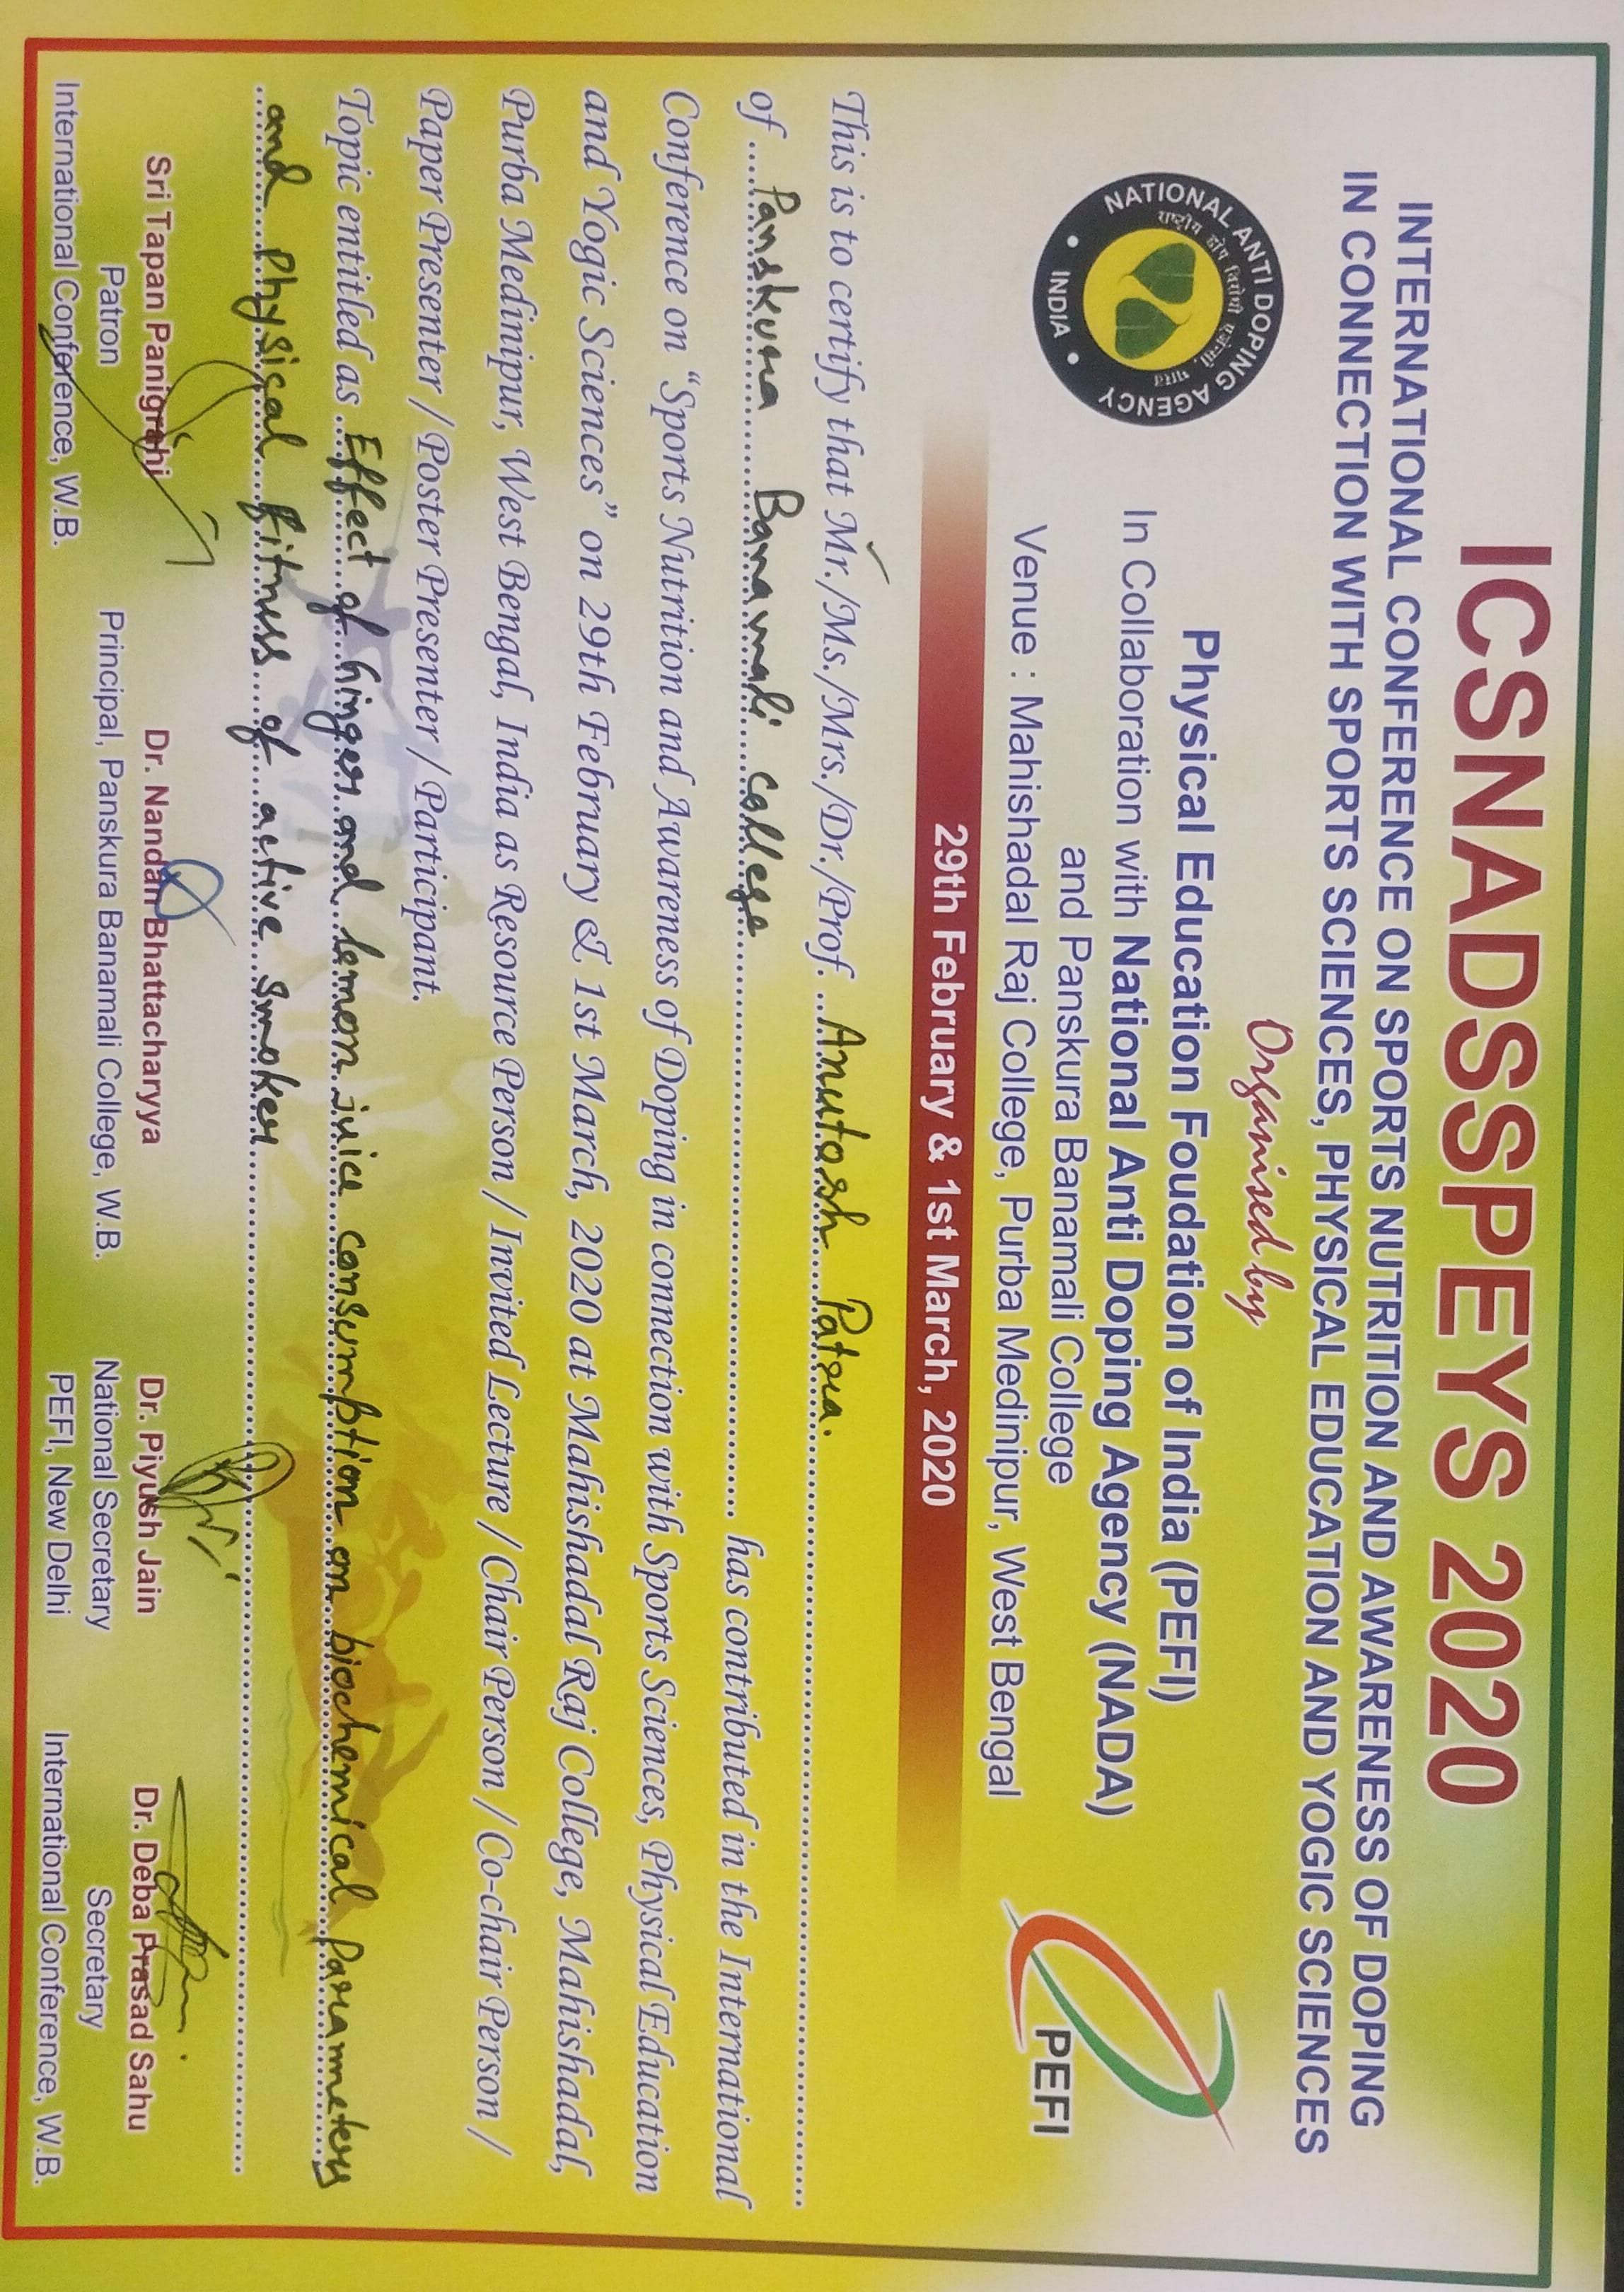 ICSNADSSPEYS 2020
INTERNATIONAL CONFERENCE ON SPORTS NUTRITION AND AWARENESS OF DOPING
IN CONNECTION WITH SPORTS SCIENCES, PHYSICAL EDUCATION AND YOGIC SCIENCES
Organised by
NATIONAL ANTI DOPING AGENCY
राष्ट्रीय डोप विरोधी एजेन्सी, भारत
• INDIA •
Physical Education Foudation of India (PEFI)
In Collaboration with National Anti Doping Agency (NADA)
and Panskura Banamali College
Venue : Mahishadal Raj College, Purba Medinipur, West Bengal
PEFI
29th February & 1st March, 2020
This is to certify that Mr./Ms./Mrs./Dr./Prof. Anutosh Patra.
of Panskura Banamali college has contributed in the International
Conference on "Sports Nutrition and Awareness of Doping in connection with Sports Sciences, Physical Education
and Yogic Sciences" on 29th February & 1st March, 2020 at Mahishadal Raj College, Mahishadal,
Purba Medinipur, West Bengal, India as Resource Person / Invited Lecture / Chair Person / Co-chair Person /
Paper Presenter / Poster Presenter / Participant.
Topic entitled as Effect of Ginger and lemon juice consumption on biochemical Parammeters
and Physical fitness of active smoker
Sri Tapan Panigrahi
Patron
International Conference, W.B.
Dr. Nandan Bhattacharyya
Principal, Panskura Banamali College, W.B.
Dr. Piyush Jain
National Secretary
PEFI, New Delhi
Dr. Deba Prasad Sahu
Secretary
International Conference, W.B.